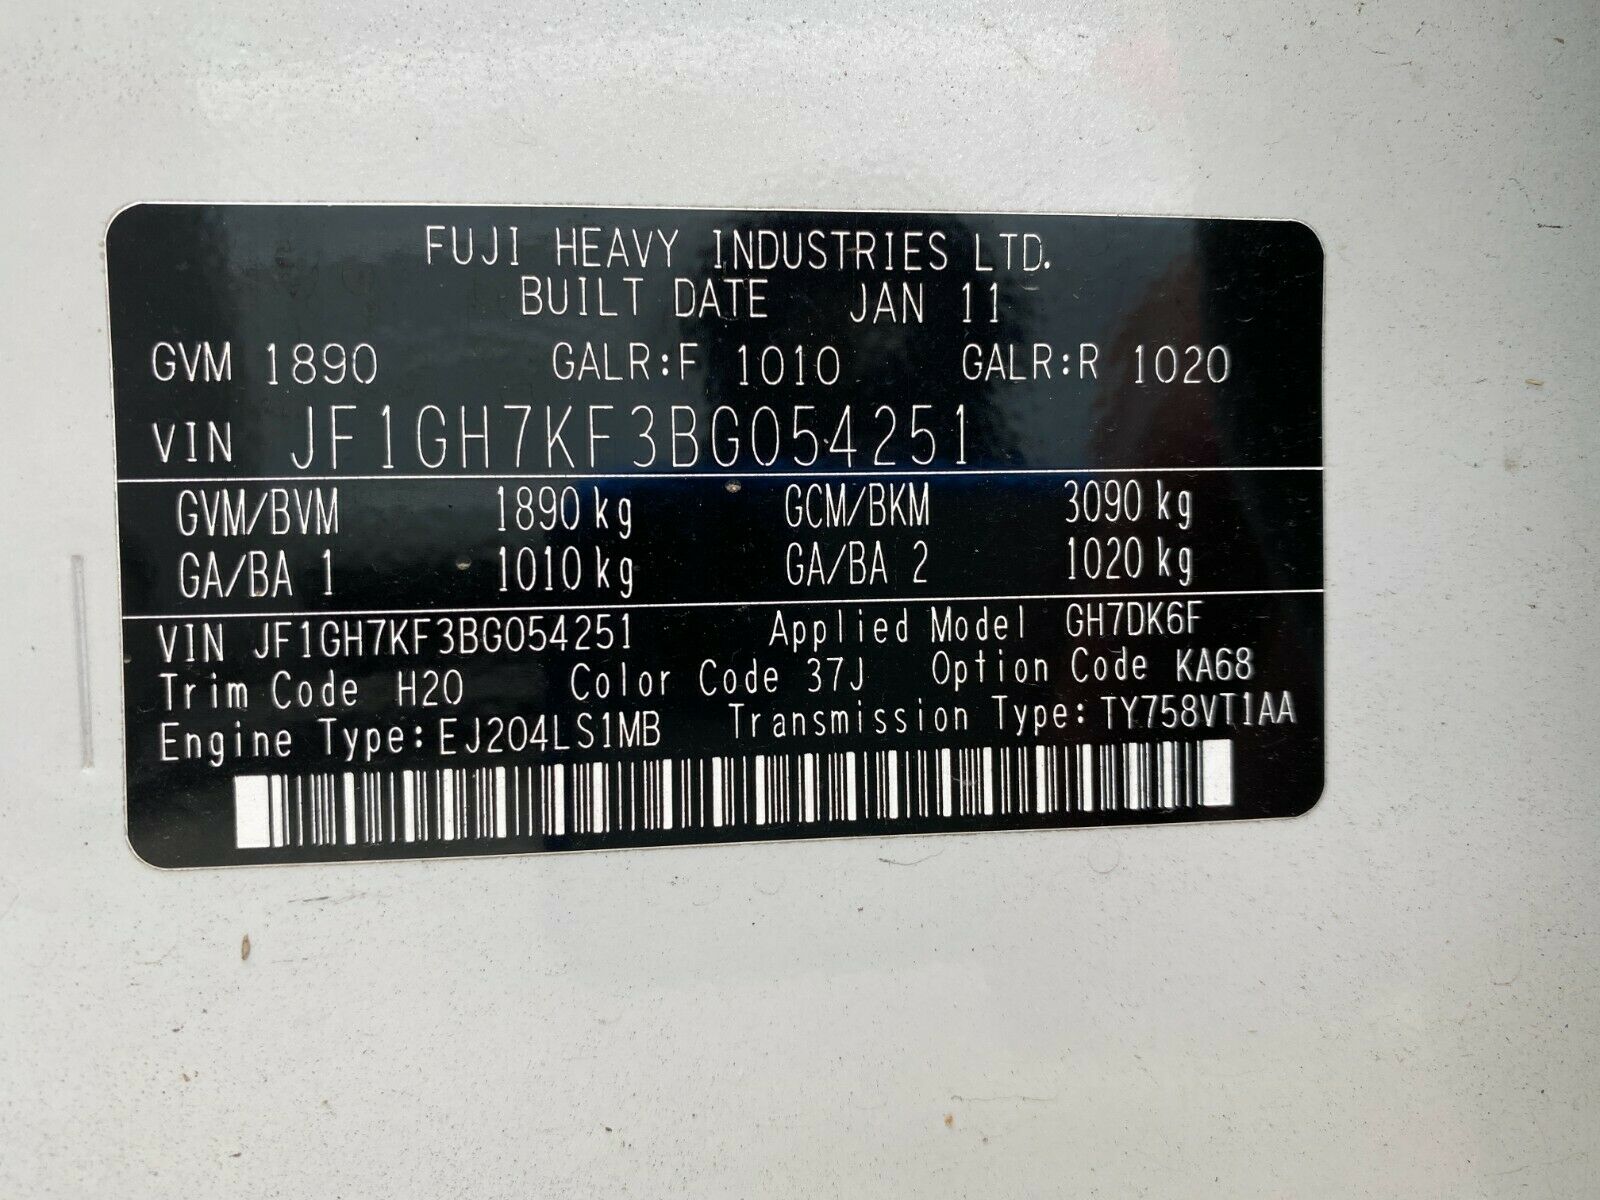 FUJI HEAVY INDUSTRIES LTD.
BUILT DATE JAN 11
GVM 1890 GALR:F 1010 GALR:R 1020
VIN JF1GH7KF3BG054251
GVM/BVM 1890 kg GCM/BKM 3090 kg
GA/BA 1 1010 kg GA/BA 2 1020 kg
VIN JF1GH7KF3BG054251 Applied Model GH7DK6F
Trim Code H20 Color Code 37J Option Code KA68
Engine Type: EJ204LS1MB Transmission Type: TY758VT1AA